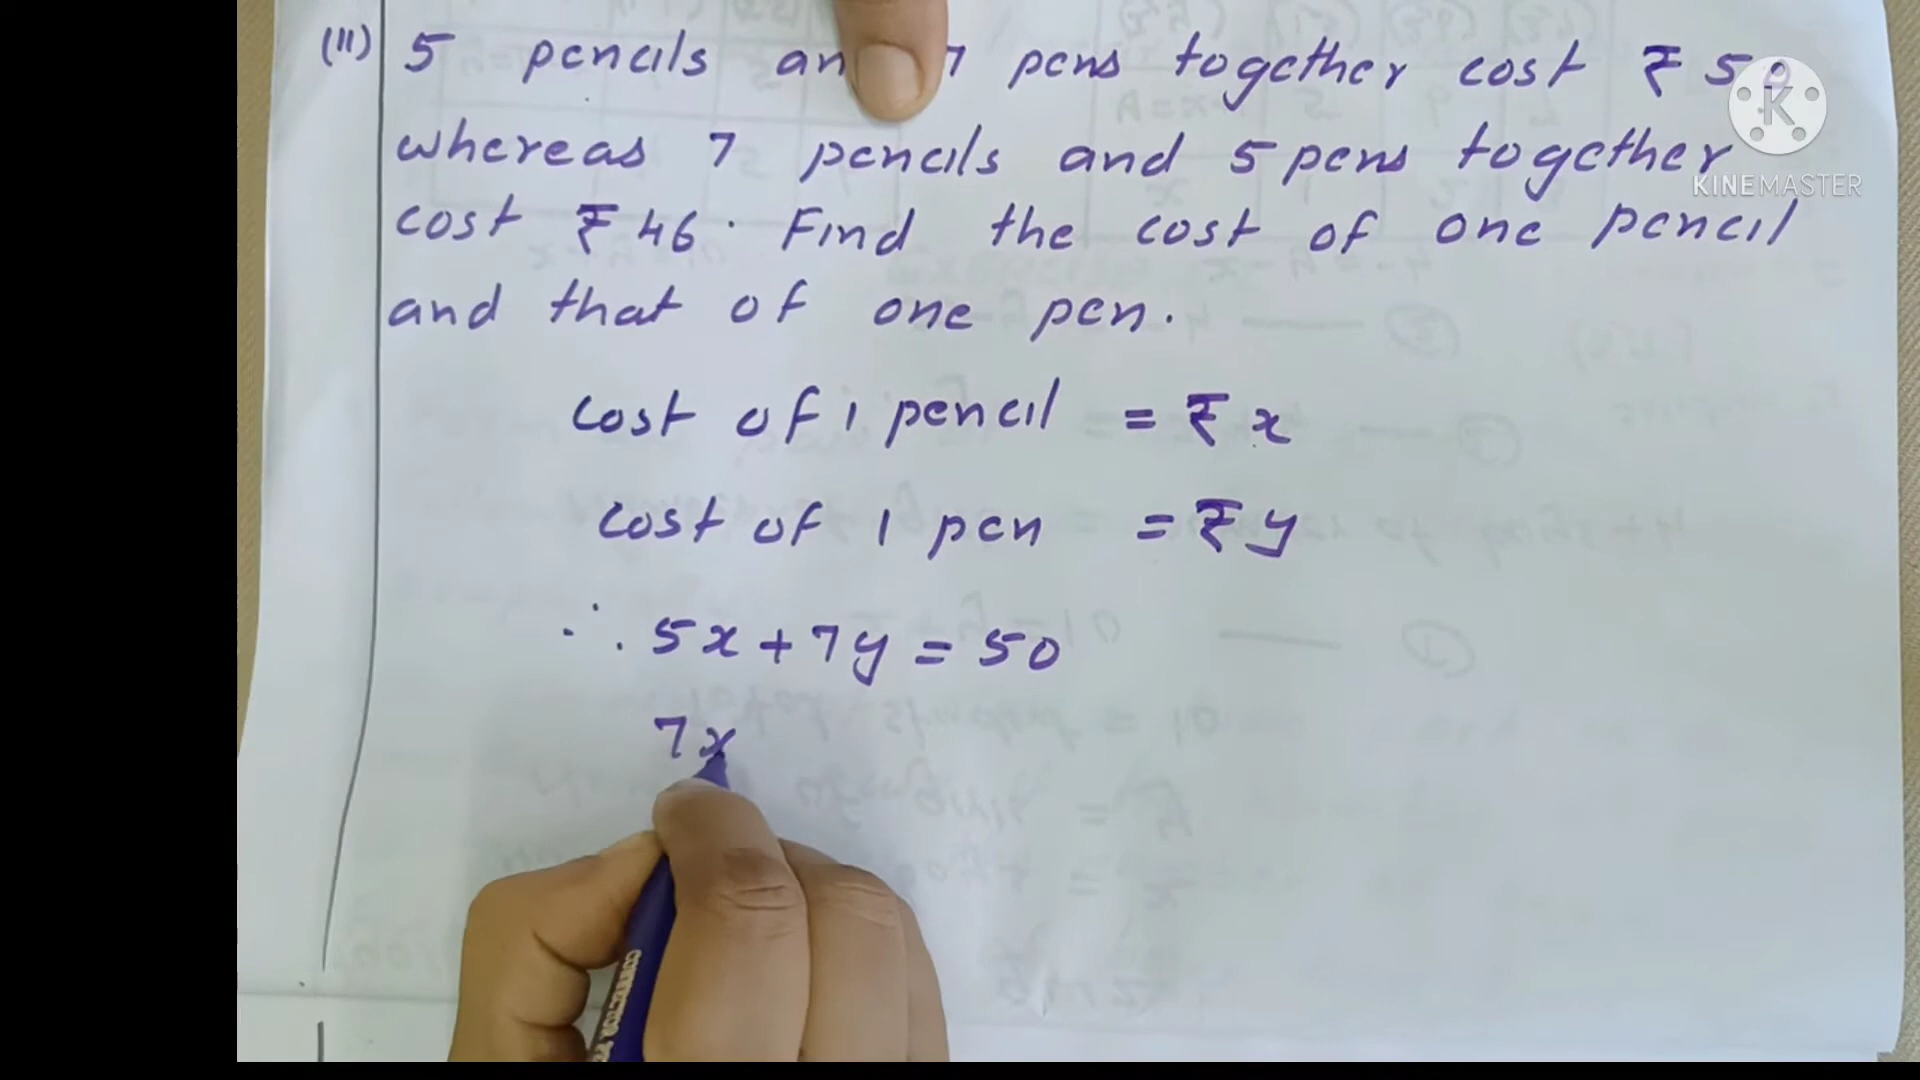 (II) 5 pencils an 7 pens together cost ₹ 50
whereas 7 pencils and 5 pens together
cost ₹ 46. Find the cost of one pencil
and that of one pen.
cost of 1 pencil = ₹ x
cost of 1 pen = ₹ y
∴ 5x + 7y = 50
7x
K
KINEMASTER
CONNECTOR